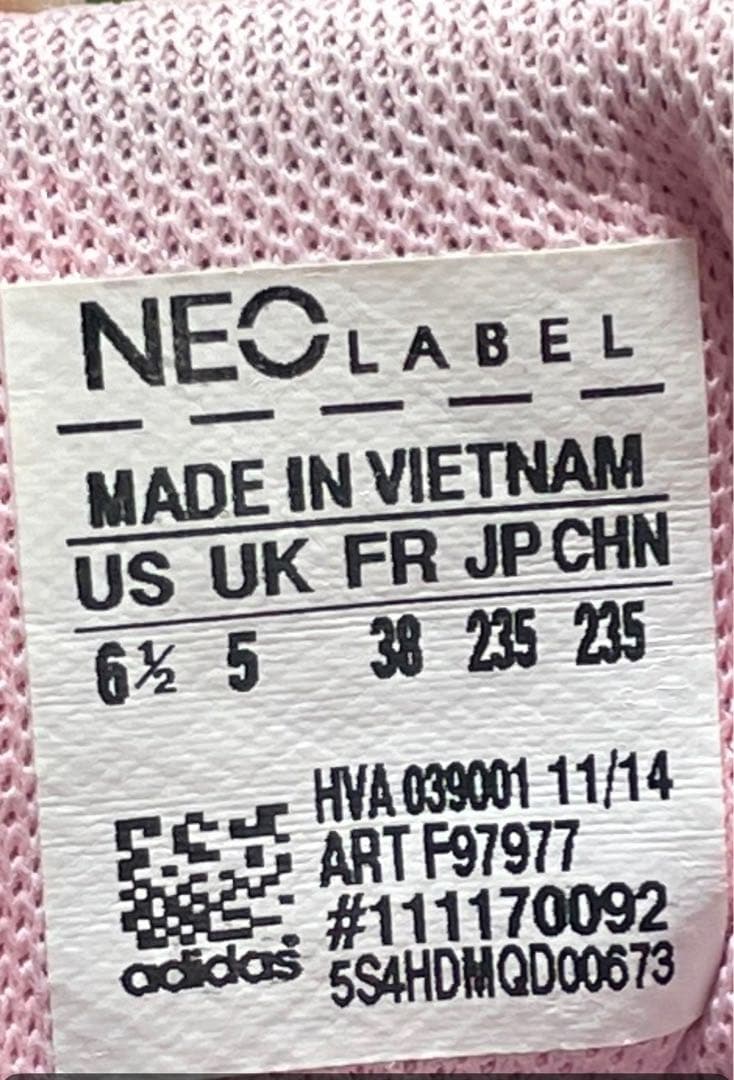 NEO LABEL
MADE IN VIETNAM
US UK FR JP CHN
6½ 5 38 235 235
HVA 039001 11/14
ART F97977
#111170092
adidas
5S4HDMQD00673